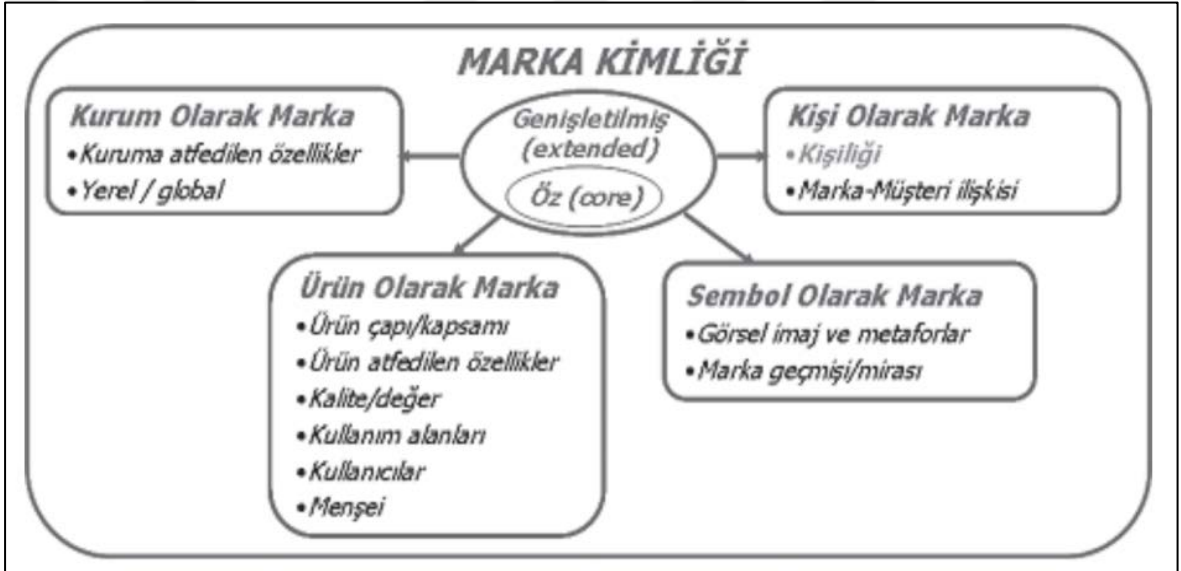 MARKA KİMLİĞİ
Kurum Olarak Marka
•Kuruma atfedilen özellikler
•Yerel / global
Genişletilmiş
(extended)
Öz (core)
Kişi Olarak Marka
•Kişiliği
•Marka-Müşteri ilişkisi
Ürün Olarak Marka
•Ürün çapı/kapsamı
•Ürün atfedilen özellikler
•Kalite/değer
•Kullanım alanları
•Kullanıcılar
•Menşei
Sembol Olarak Marka
•Görsel imaj ve metaforlar
•Marka geçmişi/mirası